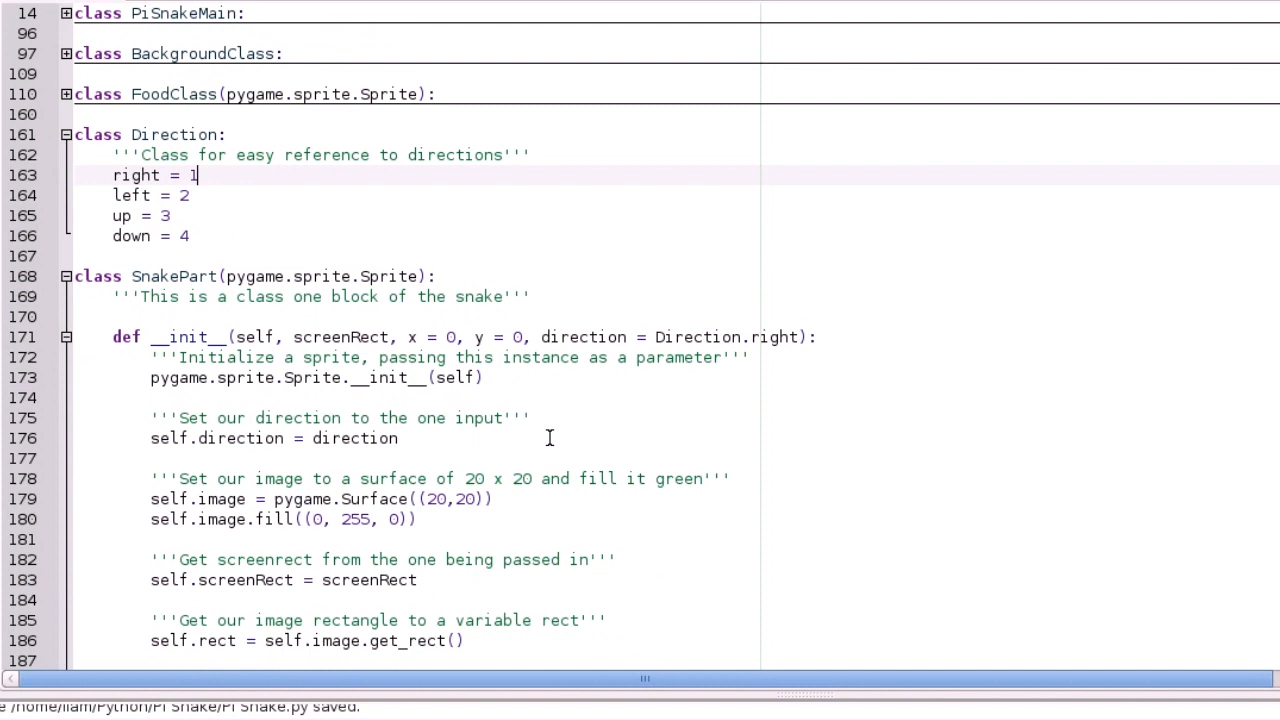 14 class PiSnakeMain:
96
97 class BackgroundClass:
109
110 class FoodClass(pygame.sprite.Sprite):
160
161 class Direction:
162 '''Class for easy reference to directions'''
163 right = 1
164 left = 2
165 up = 3
166 down = 4
167
168 class SnakePart(pygame.sprite.Sprite):
169 '''This is a class one block of the snake'''
170
171 def __init__(self, screenRect, x = 0, y = 0, direction = Direction.right):
172 '''Initialize a sprite, passing this instance as a parameter'''
173 pygame.sprite.Sprite.__init__(self)
174
175 '''Set our direction to the one input'''
176 self.direction = direction
177
178 '''Set our image to a surface of 20 x 20 and fill it green'''
179 self.image = pygame.Surface((20,20))
180 self.image.fill((0, 255, 0))
181
182 '''Get screenrect from the one being passed in'''
183 self.screenRect = screenRect
184
185 '''Get our image rectangle to a variable rect'''
186 self.rect = self.image.get_rect()
187
e /home/liam/Python/Pi Snake/Pi Snake.py saved.